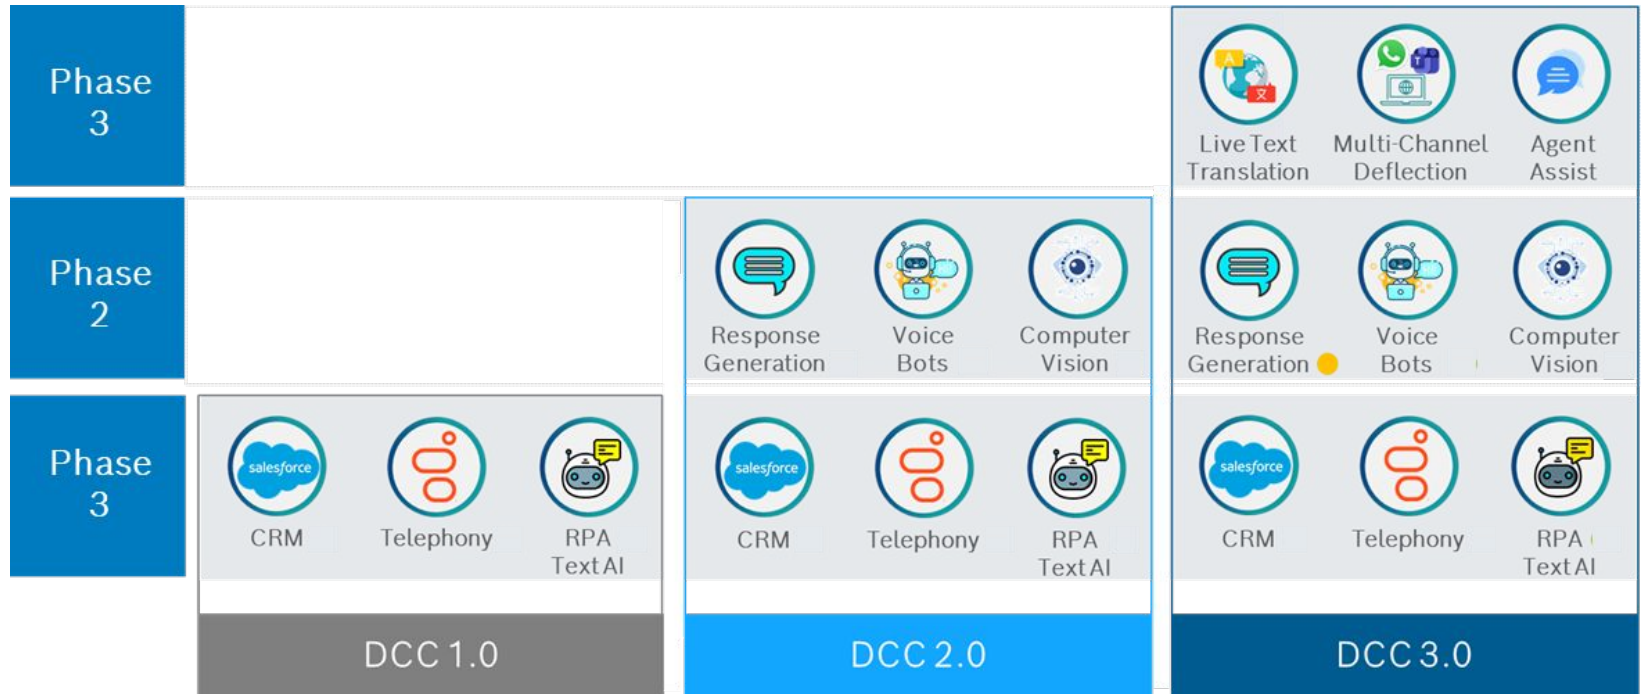 Phase
3
Live Text
Translation
Multi-Channel
Deflection
Agent
Assist
Phase
2
Response
Generation
Voice
Bots
Computer
Vision
Response
Generation
Voice
Bots
Computer
Vision
Phase
3
salesforce
CRM
Telephony
RPA
Text AI
salesforce
CRM
Telephony
RPA
Text AI
salesforce
CRM
Telephony
RPA
Text AI
DCC 1.0
DCC 2.0
DCC 3.0